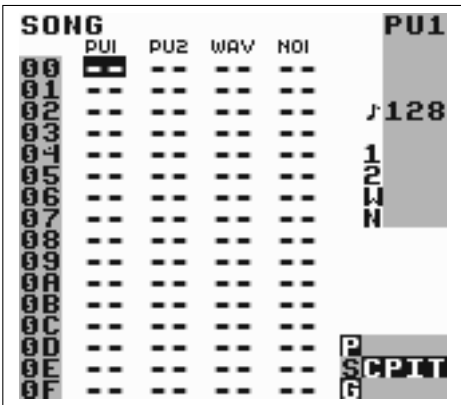 SONG PU1
PU1 PU2 WAV NOI
00 -- -- -- --
01 -- -- -- --
02 -- -- -- -- ♪128
03 -- -- -- --
04 -- -- -- -- 1
05 -- -- -- -- 2
06 -- -- -- -- W
07 -- -- -- -- N
08 -- -- -- --
09 -- -- -- --
0A -- -- -- --
0B -- -- -- --
0C -- -- -- --
0D -- -- -- -- P
0E -- -- -- -- SCPIT
0F -- -- -- -- G